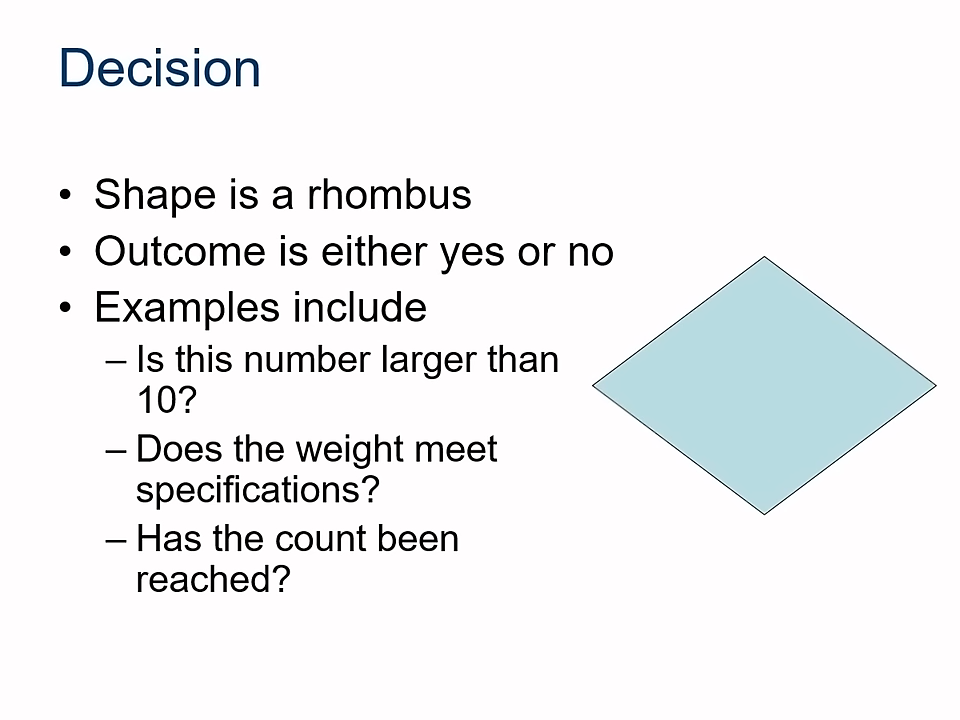 Decision
• Shape is a rhombus
• Outcome is either yes or no
• Examples include
– Is this number larger than
10?
– Does the weight meet
specifications?
– Has the count been
reached?